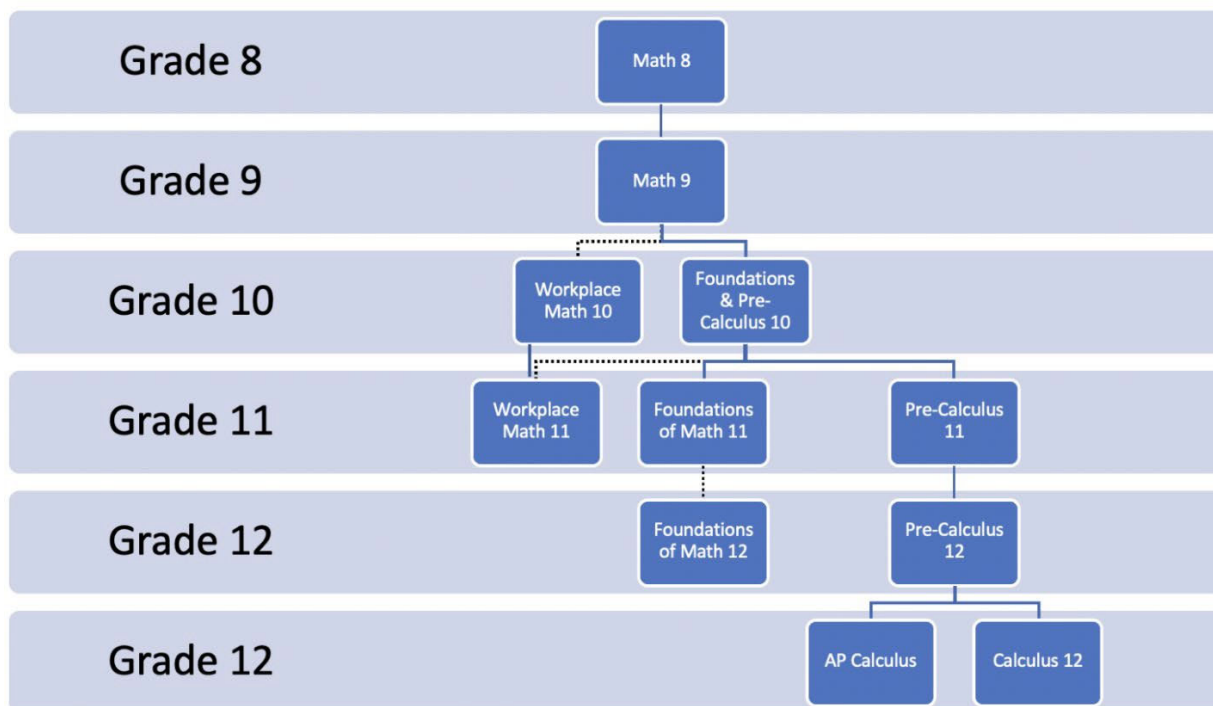 Grade 8
Math 8
Grade 9
Math 9
Grade 10
Workplace
Math 10
Foundations
& Pre-
Calculus 10
Grade 11
Workplace
Math 11
Foundations
of Math 11
Pre-Calculus
11
Grade 12
Foundations
of Math 12
Pre-Calculus
12
Grade 12
AP Calculus
Calculus 12